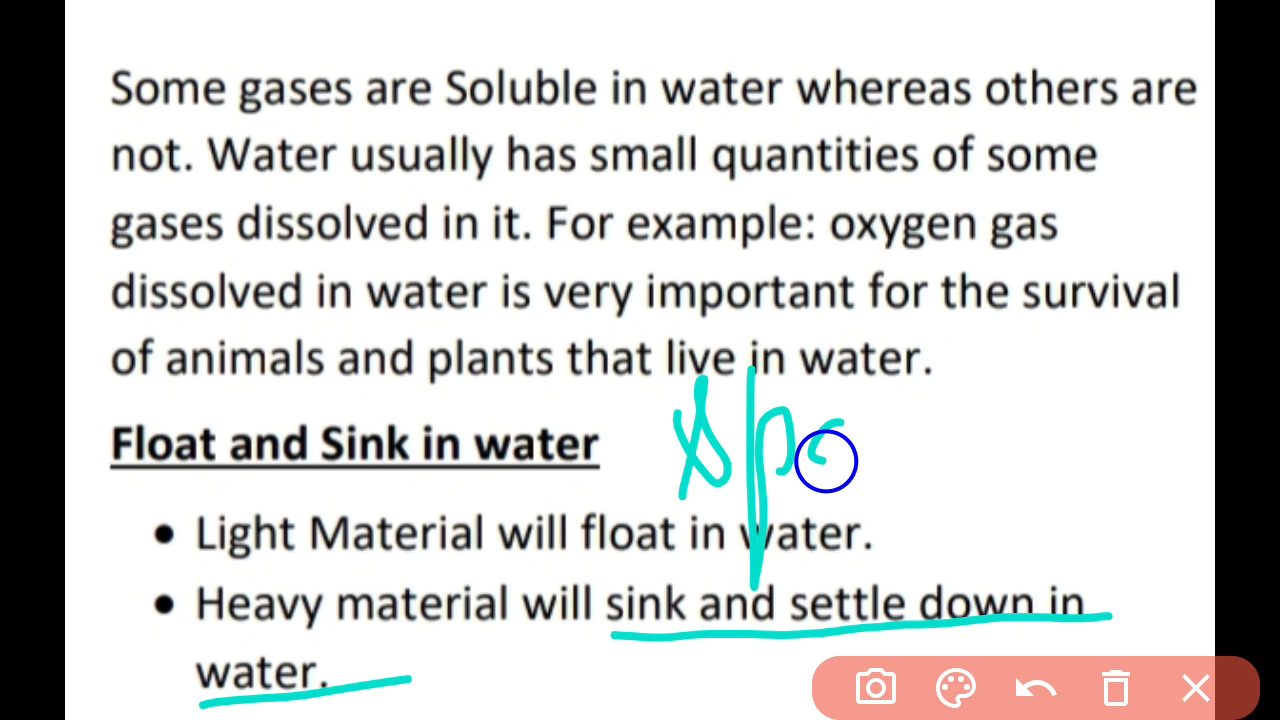 Some gases are Soluble in water whereas others are
not. Water usually has small quantities of some
gases dissolved in it. For example: oxygen gas
dissolved in water is very important for the survival
of animals and plants that live in water.
Float and Sink in water
• Light Material will float in water.
• Heavy material will sink and settle down in
water.